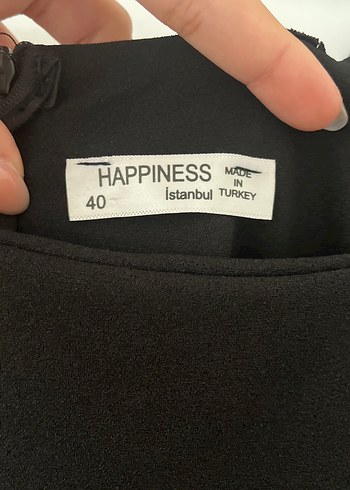 HAPPINESS
40
İstanbul
MADE
IN
TURKEY